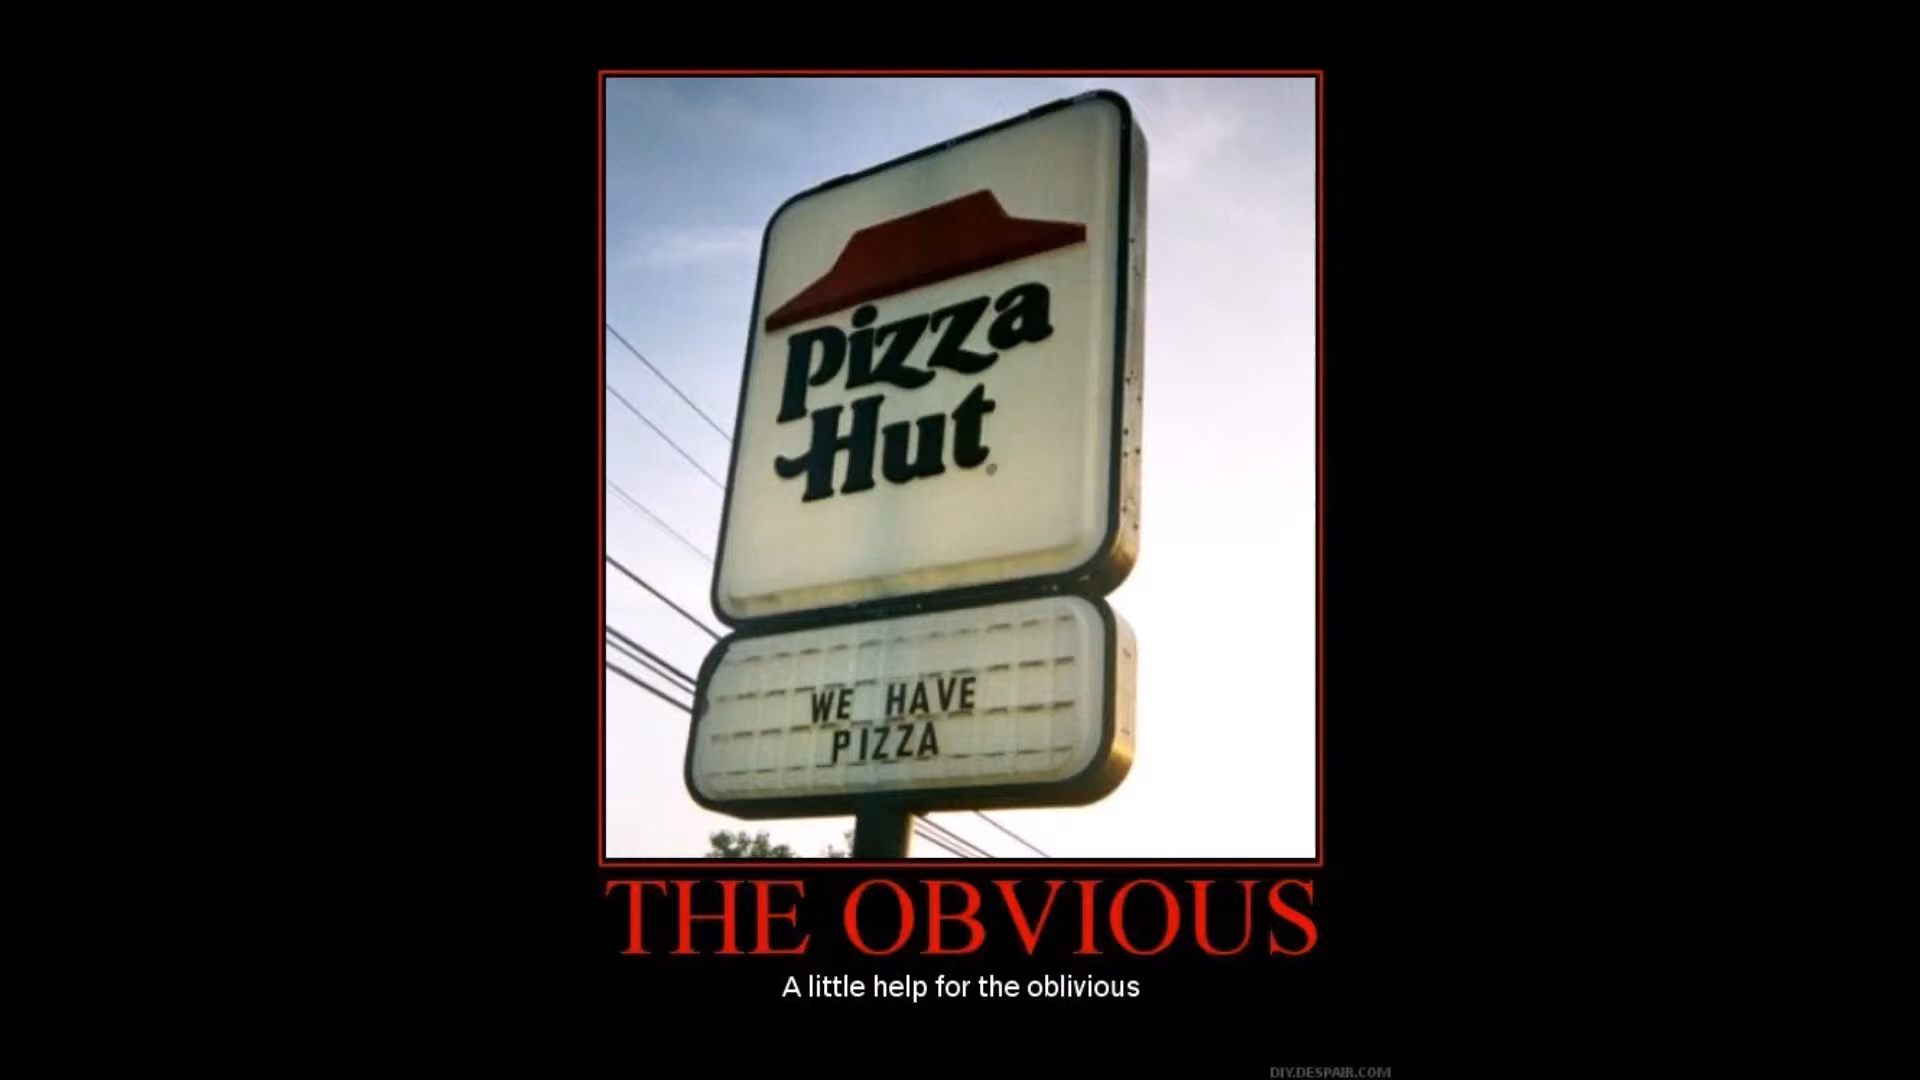 Pizza
Hut
WE HAVE
PIZZA
THE OBVIOUS
A little help for the oblivious
DIY.DESPAIR.COM